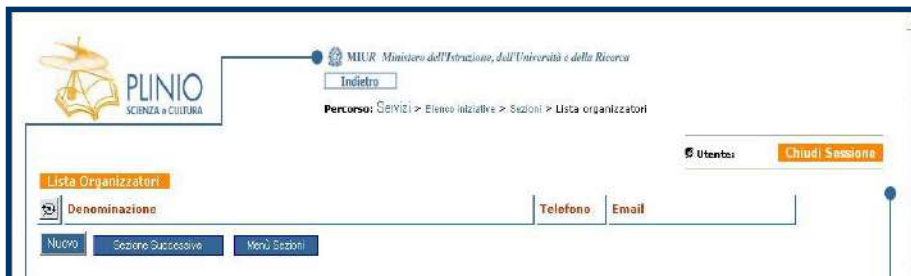 MIUR Ministero dell'Istruzione, dell'Università e della Ricerca
PLINIO
SCIENZA e CULTURA
Indietro
Percorso: Servizi > Elenco iniziative > Sezioni > Lista organizzatori
Utente: Chiudi Sessione
Lista Organizzatori
Denominazione Telefono Email
Nuovo Sezione Successiva Menù Sezioni